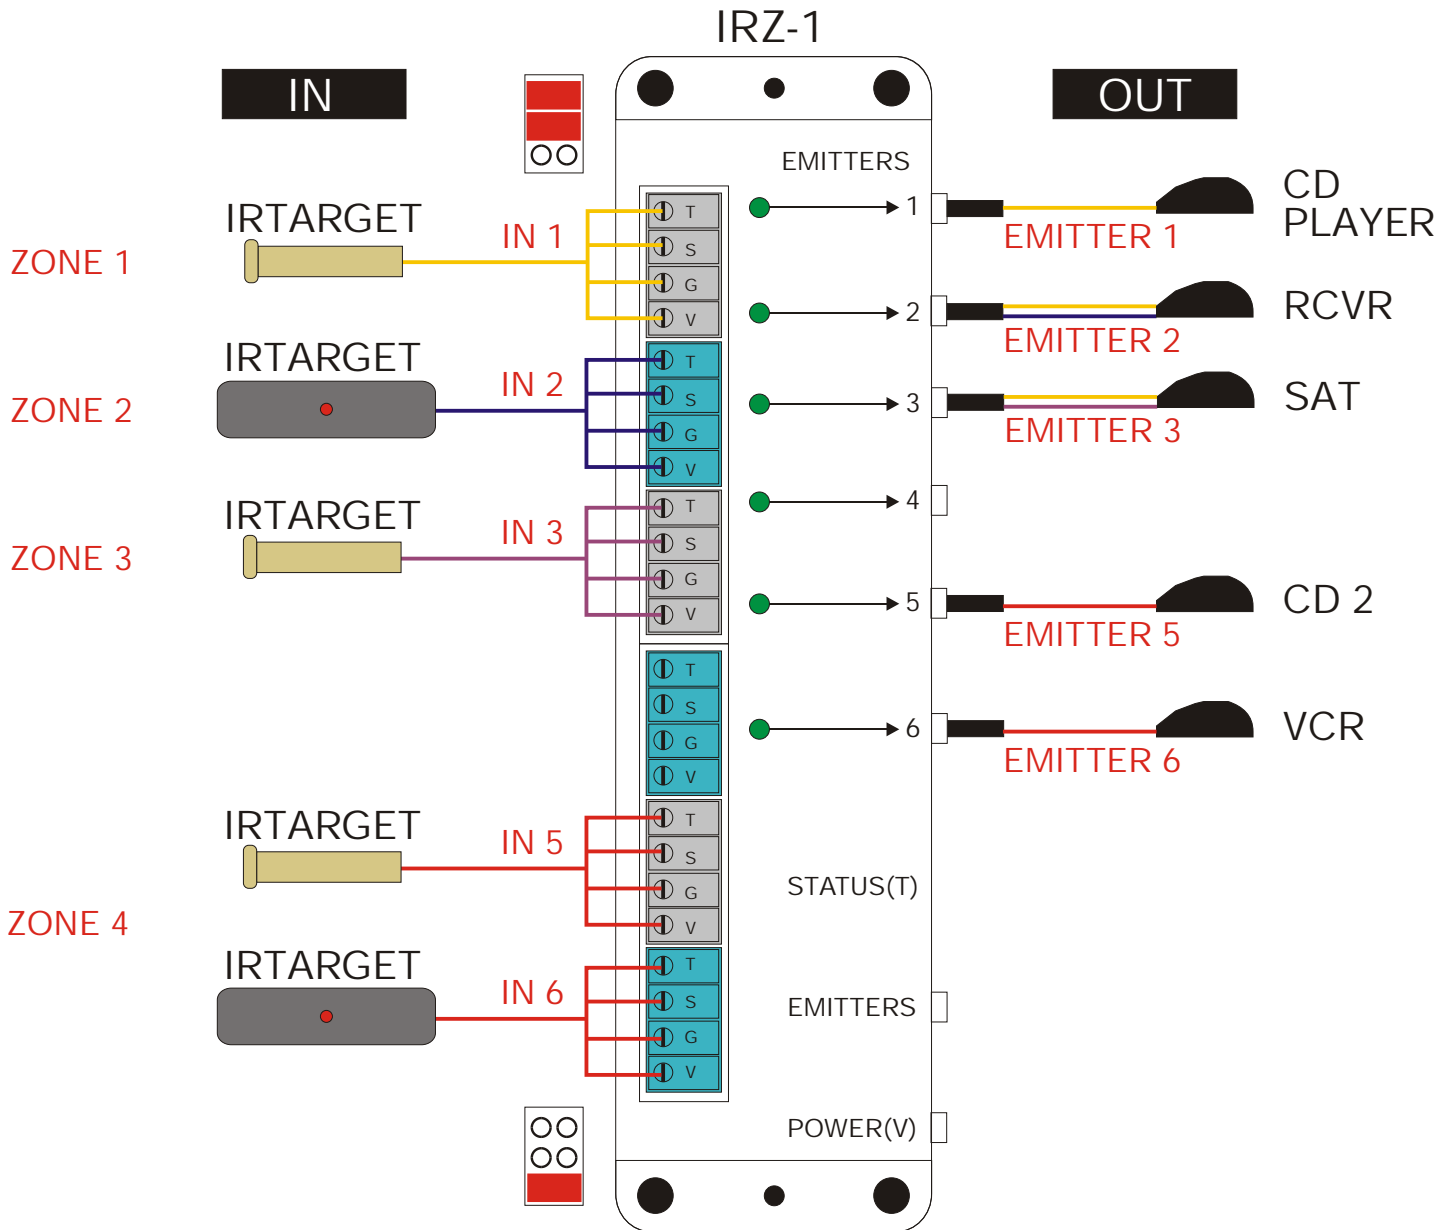 IRZ-1
IN
OUT
EMITTERS
IRTARGET
IN 1
ZONE 1
T
S
G
V
1
EMITTER 1
CD
PLAYER
2
EMITTER 2
RCVR
IRTARGET
IN 2
ZONE 2
T
S
G
V
3
EMITTER 3
SAT
IRTARGET
IN 3
ZONE 3
T
S
G
V
4
5
EMITTER 5
CD 2
T
S
G
V
6
EMITTER 6
VCR
IRTARGET
IN 5
T
S
G
V
STATUS(T)
ZONE 4
IRTARGET
IN 6
T
S
G
V
EMITTERS
POWER(V)